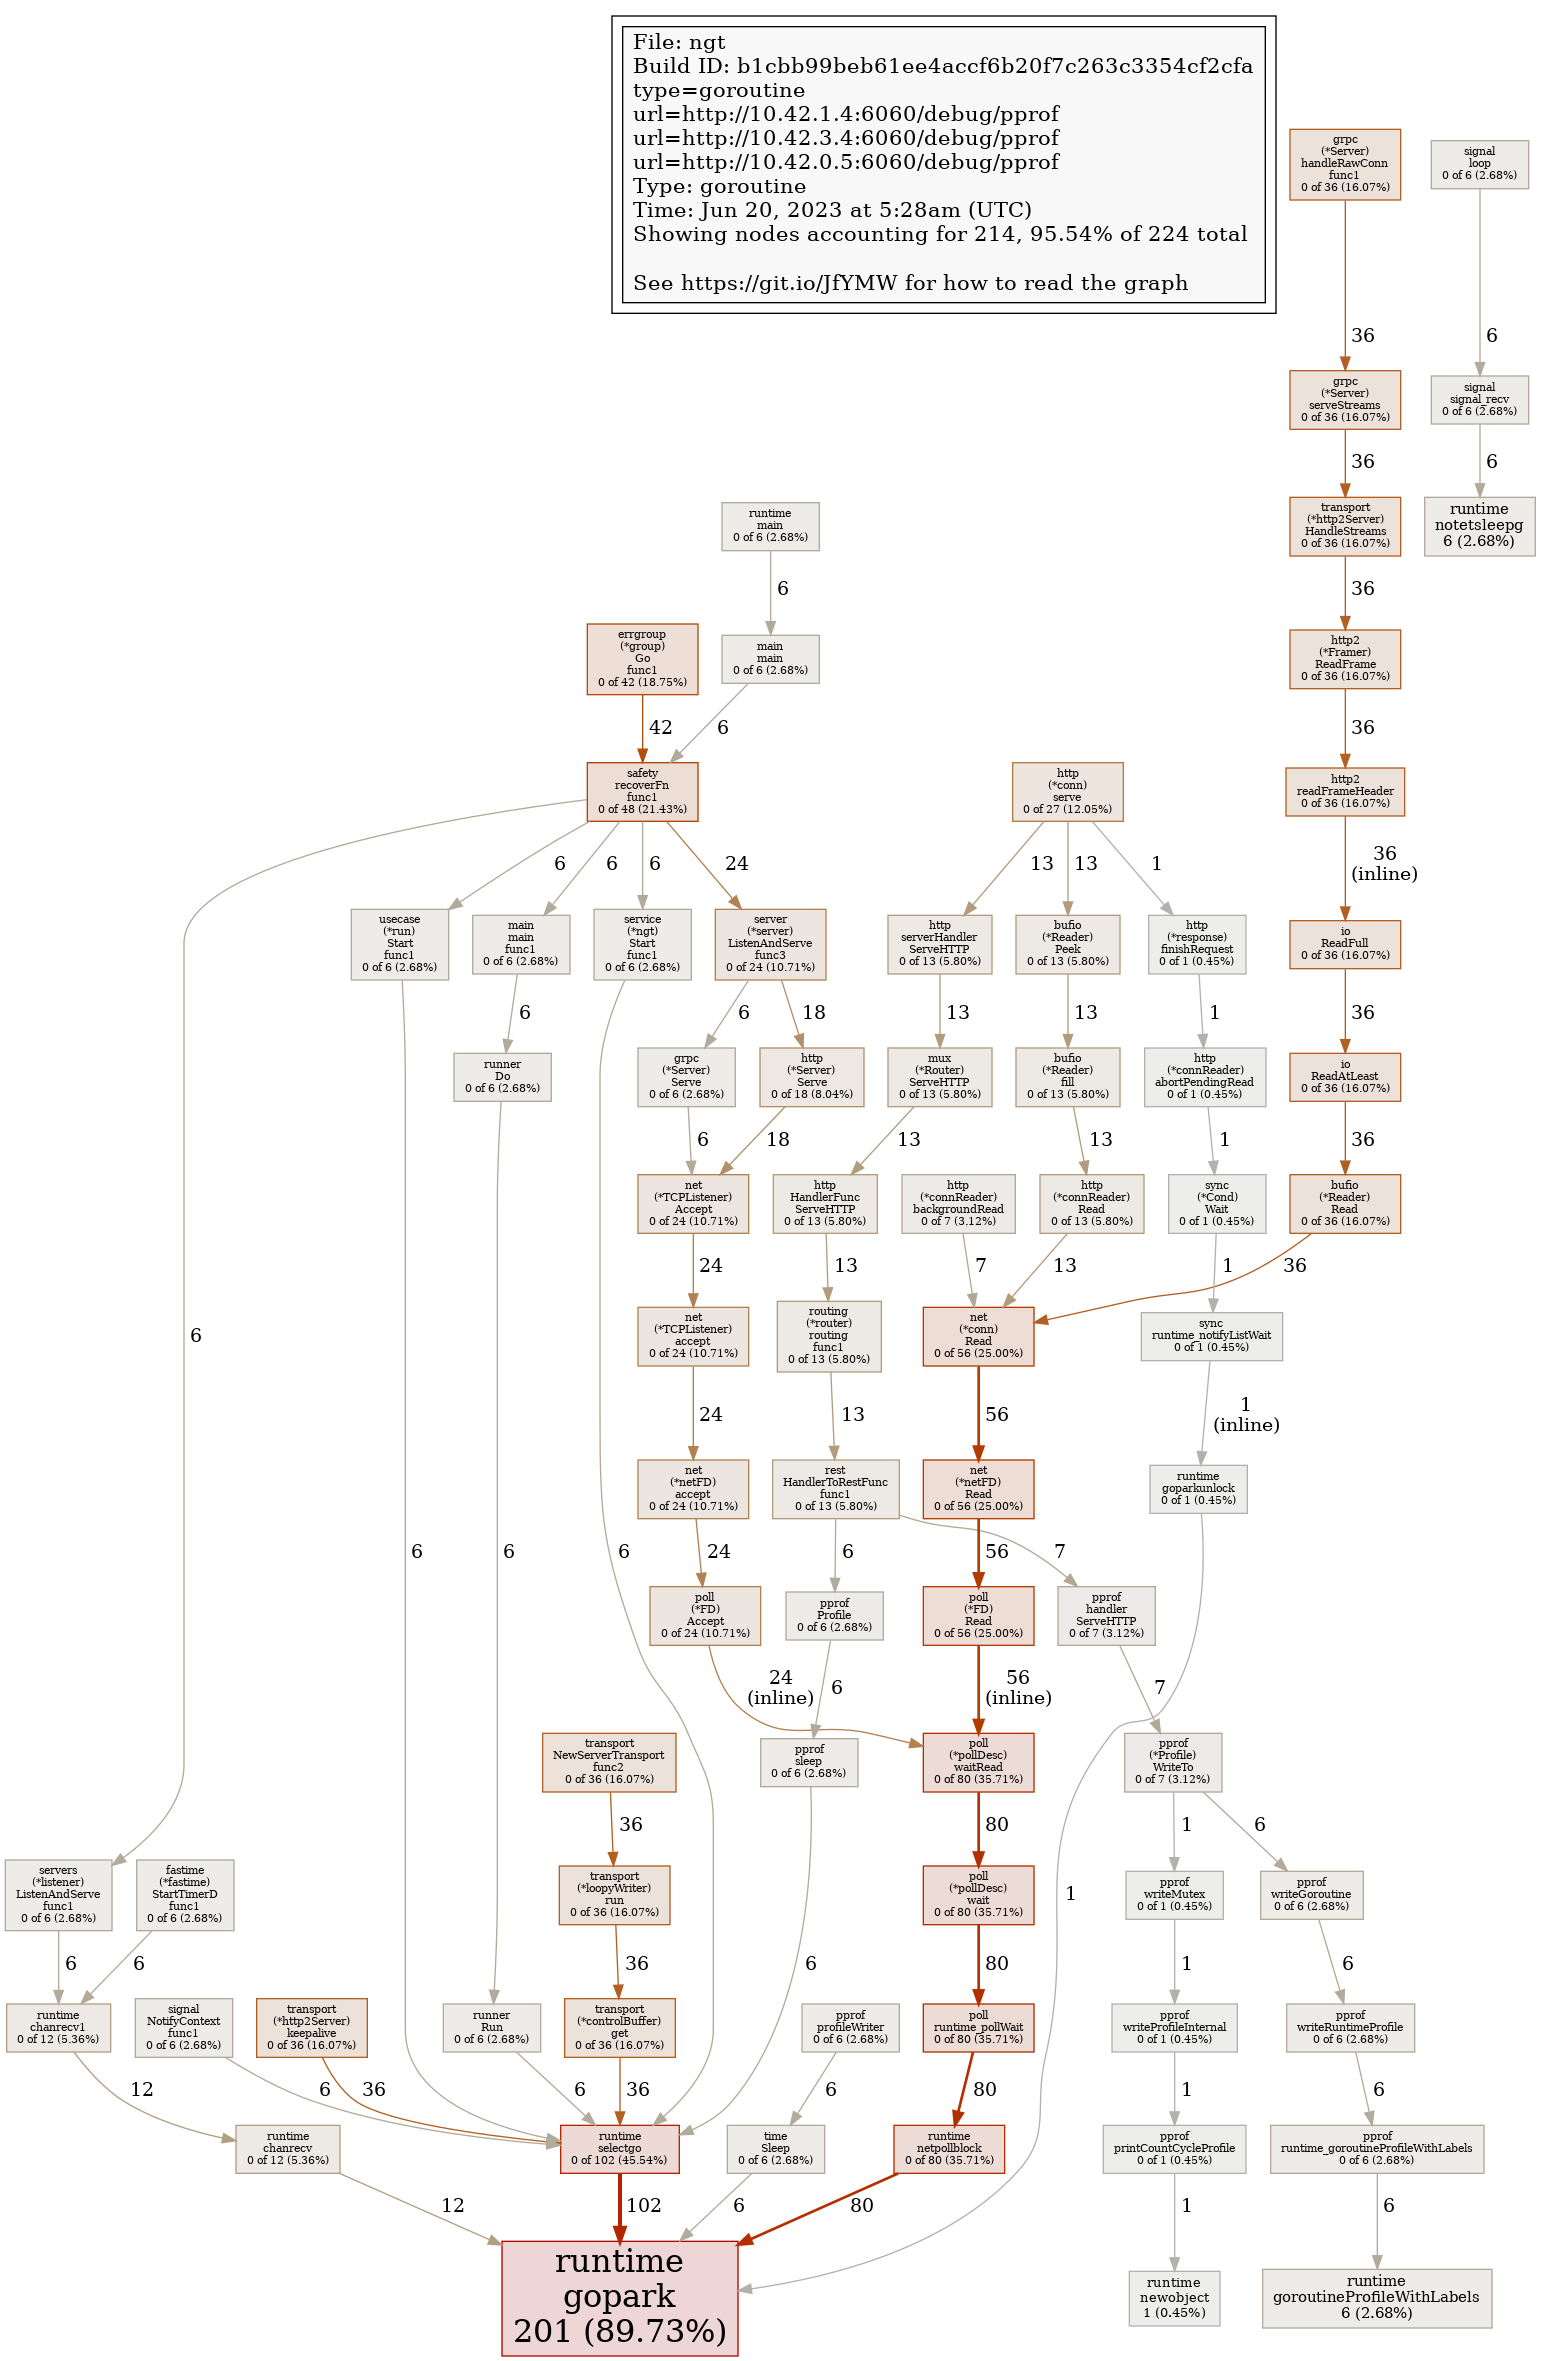 File: ngt
Build ID: b1cbb99beb61ee4accf6b20f7c263c3354cf2cfa
type=goroutine
url=http://10.42.1.4:6060/debug/pprof
url=http://10.42.3.4:6060/debug/pprof
url=http://10.42.0.5:6060/debug/pprof
Type: goroutine
Time: Jun 20, 2023 at 5:28am (UTC)
Showing nodes accounting for 214, 95.54% of 224 total
See https://git.io/JfYMW for how to read the graph
grpc
(*Server)
handleRawConn
func1
0 of 36 (16.07%)
signal
loop
0 of 6 (2.68%)
36
6
grpc
(*Server)
serveStreams
0 of 36 (16.07%)
signal
signal_recv
0 of 6 (2.68%)
36
6
runtime
main
0 of 6 (2.68%)
transport
(*http2Server)
HandleStreams
0 of 36 (16.07%)
runtime
notetsleepg
6 (2.68%)
6
36
errgroup
(*group)
Go
func1
0 of 42 (18.75%)
main
main
0 of 6 (2.68%)
http2
(*Framer)
ReadFrame
0 of 36 (16.07%)
42
6
36
safety
recoverFn
func1
0 of 48 (21.43%)
http
(*conn)
serve
0 of 27 (12.05%)
http2
readFrameHeader
0 of 36 (16.07%)
6
6
6
24
13
13
1
36
(inline)
usecase
(*run)
Start
func1
0 of 6 (2.68%)
main
main
func1
0 of 6 (2.68%)
service
(*ngt)
Start
func1
0 of 6 (2.68%)
server
(*server)
ListenAndServe
func3
0 of 24 (10.71%)
http
serverHandler
ServeHTTP
0 of 13 (5.80%)
bufio
(*Reader)
Peek
0 of 13 (5.80%)
http
(*response)
finishRequest
0 of 1 (0.45%)
io
ReadFull
0 of 36 (16.07%)
6
6
18
13
13
1
36
runner
Do
0 of 6 (2.68%)
grpc
(*Server)
Serve
0 of 6 (2.68%)
http
(*Server)
Serve
0 of 18 (8.04%)
mux
(*Router)
ServeHTTP
0 of 13 (5.80%)
bufio
(*Reader)
fill
0 of 13 (5.80%)
http
(*connReader)
abortPendingRead
0 of 1 (0.45%)
io
ReadAtLeast
0 of 36 (16.07%)
6
18
13
13
1
36
net
(*TCPListener)
Accept
0 of 24 (10.71%)
http
HandlerFunc
ServeHTTP
0 of 13 (5.80%)
http
(*connReader)
backgroundRead
0 of 7 (3.12%)
http
(*connReader)
Read
0 of 13 (5.80%)
sync
(*Cond)
Wait
0 of 1 (0.45%)
bufio
(*Reader)
Read
0 of 36 (16.07%)
24
13
7
13
1
36
6
net
(*TCPListener)
accept
0 of 24 (10.71%)
routing
(*router)
routing
func1
0 of 13 (5.80%)
net
(*conn)
Read
0 of 56 (25.00%)
sync
runtime_notifyListWait
0 of 1 (0.45%)
24
13
56
1
(inline)
net
(*netFD)
accept
0 of 24 (10.71%)
rest
HandlerToRestFunc
func1
0 of 13 (5.80%)
net
(*netFD)
Read
0 of 56 (25.00%)
runtime
goparkunlock
0 of 1 (0.45%)
6
6
6
24
6
56
7
poll
(*FD)
Accept
0 of 24 (10.71%)
pprof
Profile
0 of 6 (2.68%)
poll
(*FD)
Read
0 of 56 (25.00%)
pprof
handler
ServeHTTP
0 of 7 (3.12%)
24
(inline)
6
56
(inline)
7
transport
NewServerTransport
func2
0 of 36 (16.07%)
pprof
sleep
0 of 6 (2.68%)
poll
(*pollDesc)
waitRead
0 of 80 (35.71%)
pprof
(*Profile)
WriteTo
0 of 7 (3.12%)
36
80
1
6
servers
(*listener)
ListenAndServe
func1
0 of 6 (2.68%)
fastime
(*fastime)
StartTimerD
func1
0 of 6 (2.68%)
transport
(*loopyWriter)
run
0 of 36 (16.07%)
poll
(*pollDesc)
wait
0 of 80 (35.71%)
1
pprof
writeMutex
0 of 1 (0.45%)
pprof
writeGoroutine
0 of 6 (2.68%)
6
6
36
6
80
1
6
runtime
chanrecv1
0 of 12 (5.36%)
signal
NotifyContext
func1
0 of 6 (2.68%)
transport
(*http2Server)
keepalive
0 of 36 (16.07%)
runner
Run
0 of 6 (2.68%)
transport
(*controlBuffer)
get
0 of 36 (16.07%)
pprof
profileWriter
0 of 6 (2.68%)
poll
runtime_pollWait
0 of 80 (35.71%)
pprof
writeProfileInternal
0 of 1 (0.45%)
pprof
writeRuntimeProfile
0 of 6 (2.68%)
12
6
36
6
36
6
80
1
6
runtime
chanrecv
0 of 12 (5.36%)
runtime
selectgo
0 of 102 (45.54%)
time
Sleep
0 of 6 (2.68%)
runtime
netpollblock
0 of 80 (35.71%)
pprof
printCountCycleProfile
0 of 1 (0.45%)
pprof
runtime_goroutineProfileWithLabels
0 of 6 (2.68%)
12
102
6
80
1
6
runtime
gopark
201 (89.73%)
runtime
newobject
1 (0.45%)
runtime
goroutineProfileWithLabels
6 (2.68%)